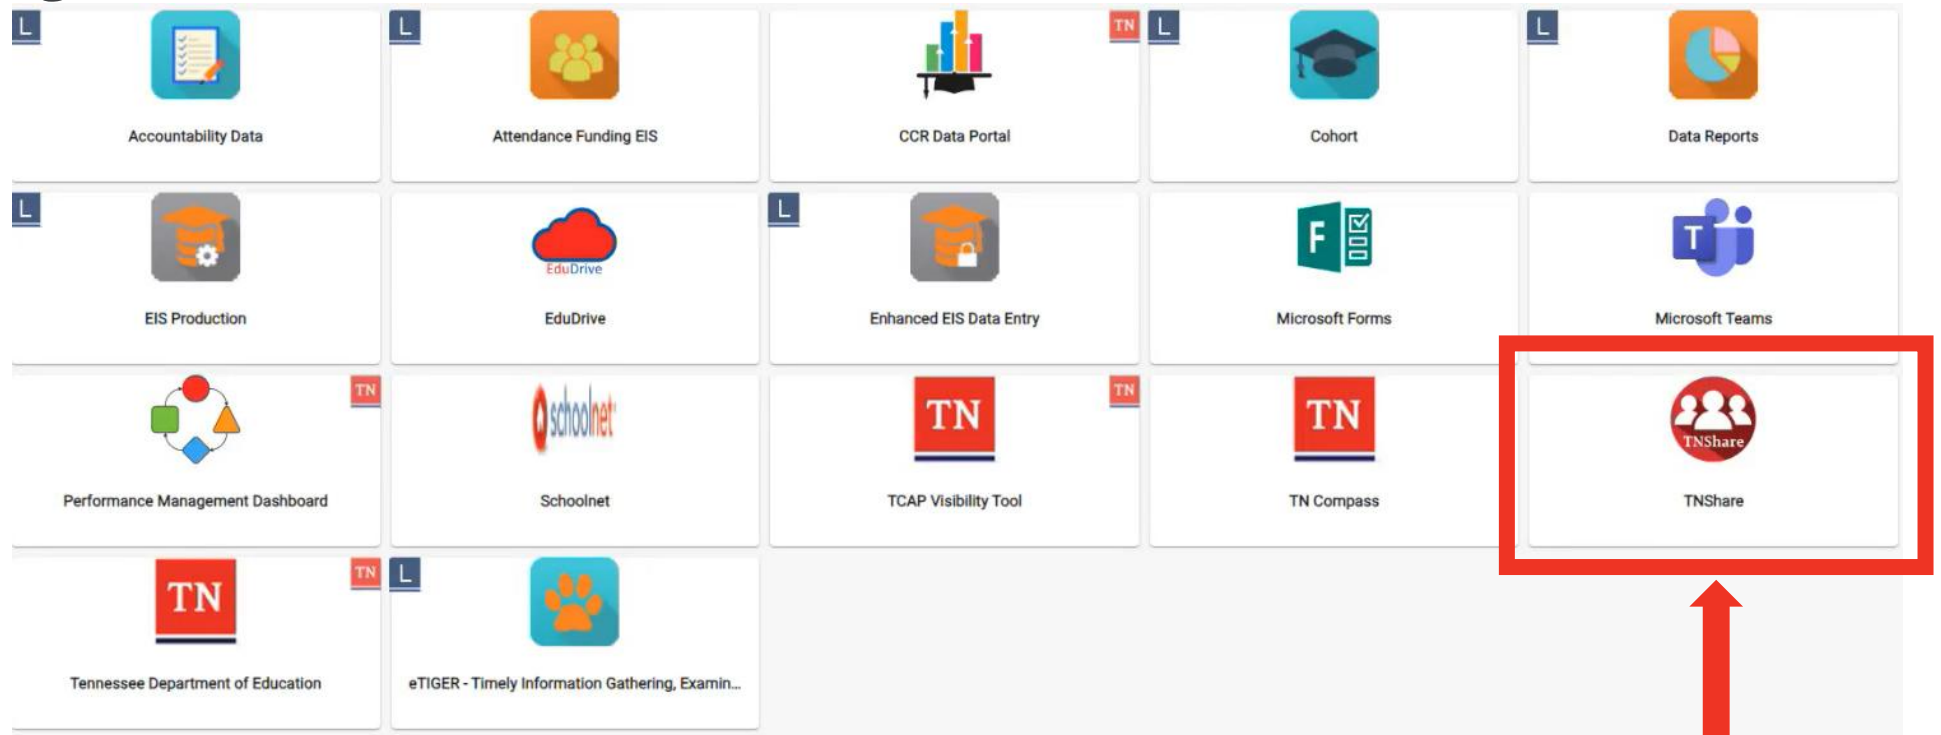 L
L
TN
L
L
Accountability Data
Attendance Funding EIS
CCR Data Portal
Cohort
Data Reports
L
EduDrive
L
F
T
EIS Production
EduDrive
Enhanced EIS Data Entry
Microsoft Forms
Microsoft Teams
TN
schoolnet
TN
TN
TN
TNShare
Performance Management Dashboard
Schoolnet
TCAP Visibility Tool
TN Compass
TNShare
TN
TN
L
Tennessee Department of Education
eTIGER - Timely Information Gathering, Examin...